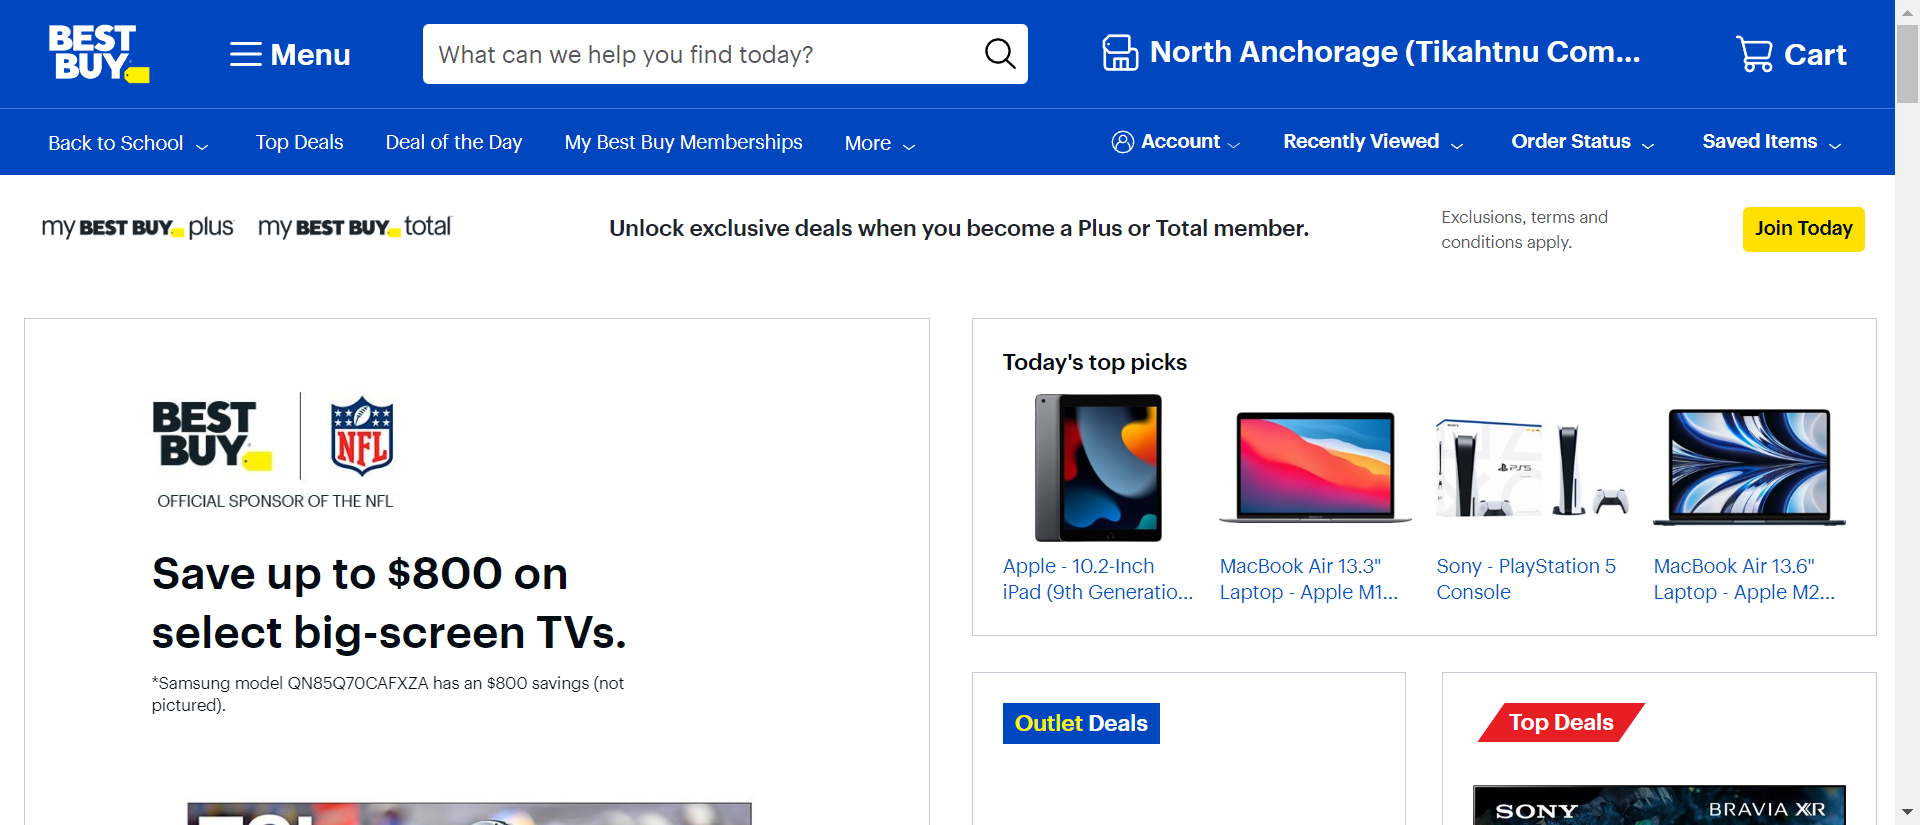 BEST BUY
Menu
What can we help you find today?
North Anchorage (Tikahtnu Com...
Cart
Back to School
Top Deals
Deal of the Day
My Best Buy Memberships
More
Account
Recently Viewed
Order Status
Saved Items
my BEST BUY plus
my BEST BUY total
Unlock exclusive deals when you become a Plus or Total member.
Exclusions, terms and
conditions apply.
Join Today
BEST
BUY
NFL
OFFICIAL SPONSOR OF THE NFL
Save up to $800 on
select big-screen TVs.
*Samsung model QN85Q70CAFXZA has an $800 savings (not
pictured).
Today's top picks
PS5
Apple - 10.2-Inch
iPad (9th Generatio...
MacBook Air 13.3"
Laptop - Apple M1...
Sony - PlayStation 5
Console
MacBook Air 13.6"
Laptop - Apple M2...
Outlet Deals
Top Deals
SONY
BRAVIA XR